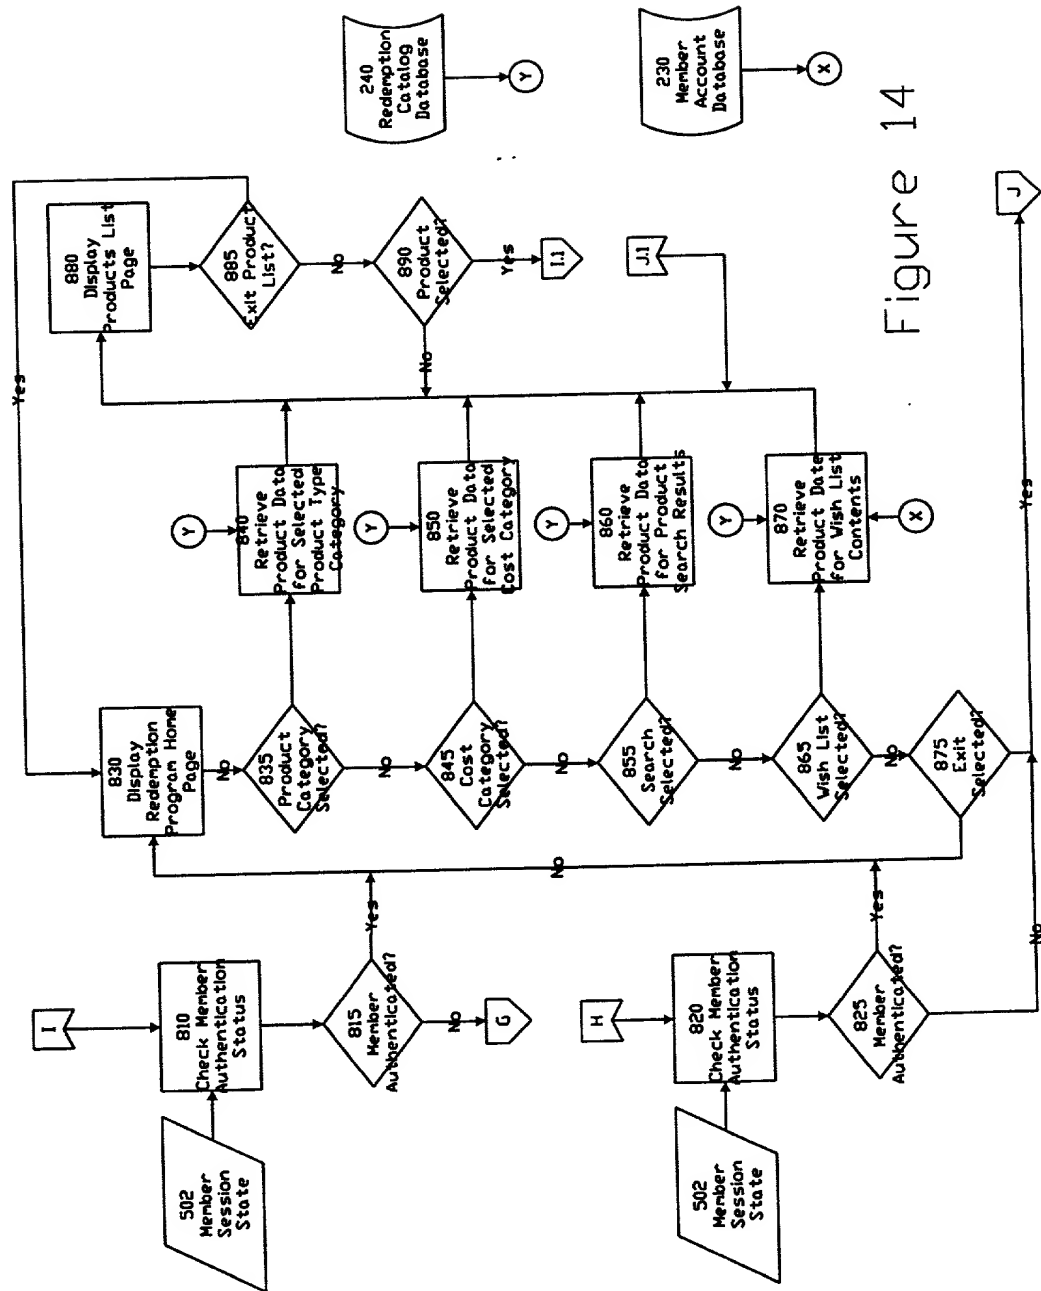 I
810
Check Member
Authentication
Status
502
Member
Session
State
815
Member
Authenticated?
Yes
No
G
H
820
Check Member
Authentication
Status
502
Member
Session
State
825
Member
Authenticated?
Yes
No
830
Display
Redemption
Program Home
Page
No
835
Product
Category
Selected?
No
845
Cost
Category
Selected?
No
855
Search
Selected?
No
865
Wish List
Selected?
No
875
Exit
Selected?
No
Yes
J
Y
840
Retrieve
Product Data
for Selected
Product Type
Category
Y
850
Retrieve
Product Data
for Selected
Cost Category
Y
860
Retrieve
Product Data
for Product
Search Results
Y
870
Retrieve
Product Date
for Wish List
Contents
X
880
Display
Products List
Page
885
Exit Product
List?
Yes
No
890
Product
Selected?
No
Yes
I.1
J.1
240
Redemption
Catalog
Database
Y
230
Member
Account
Database
X
Figure 14